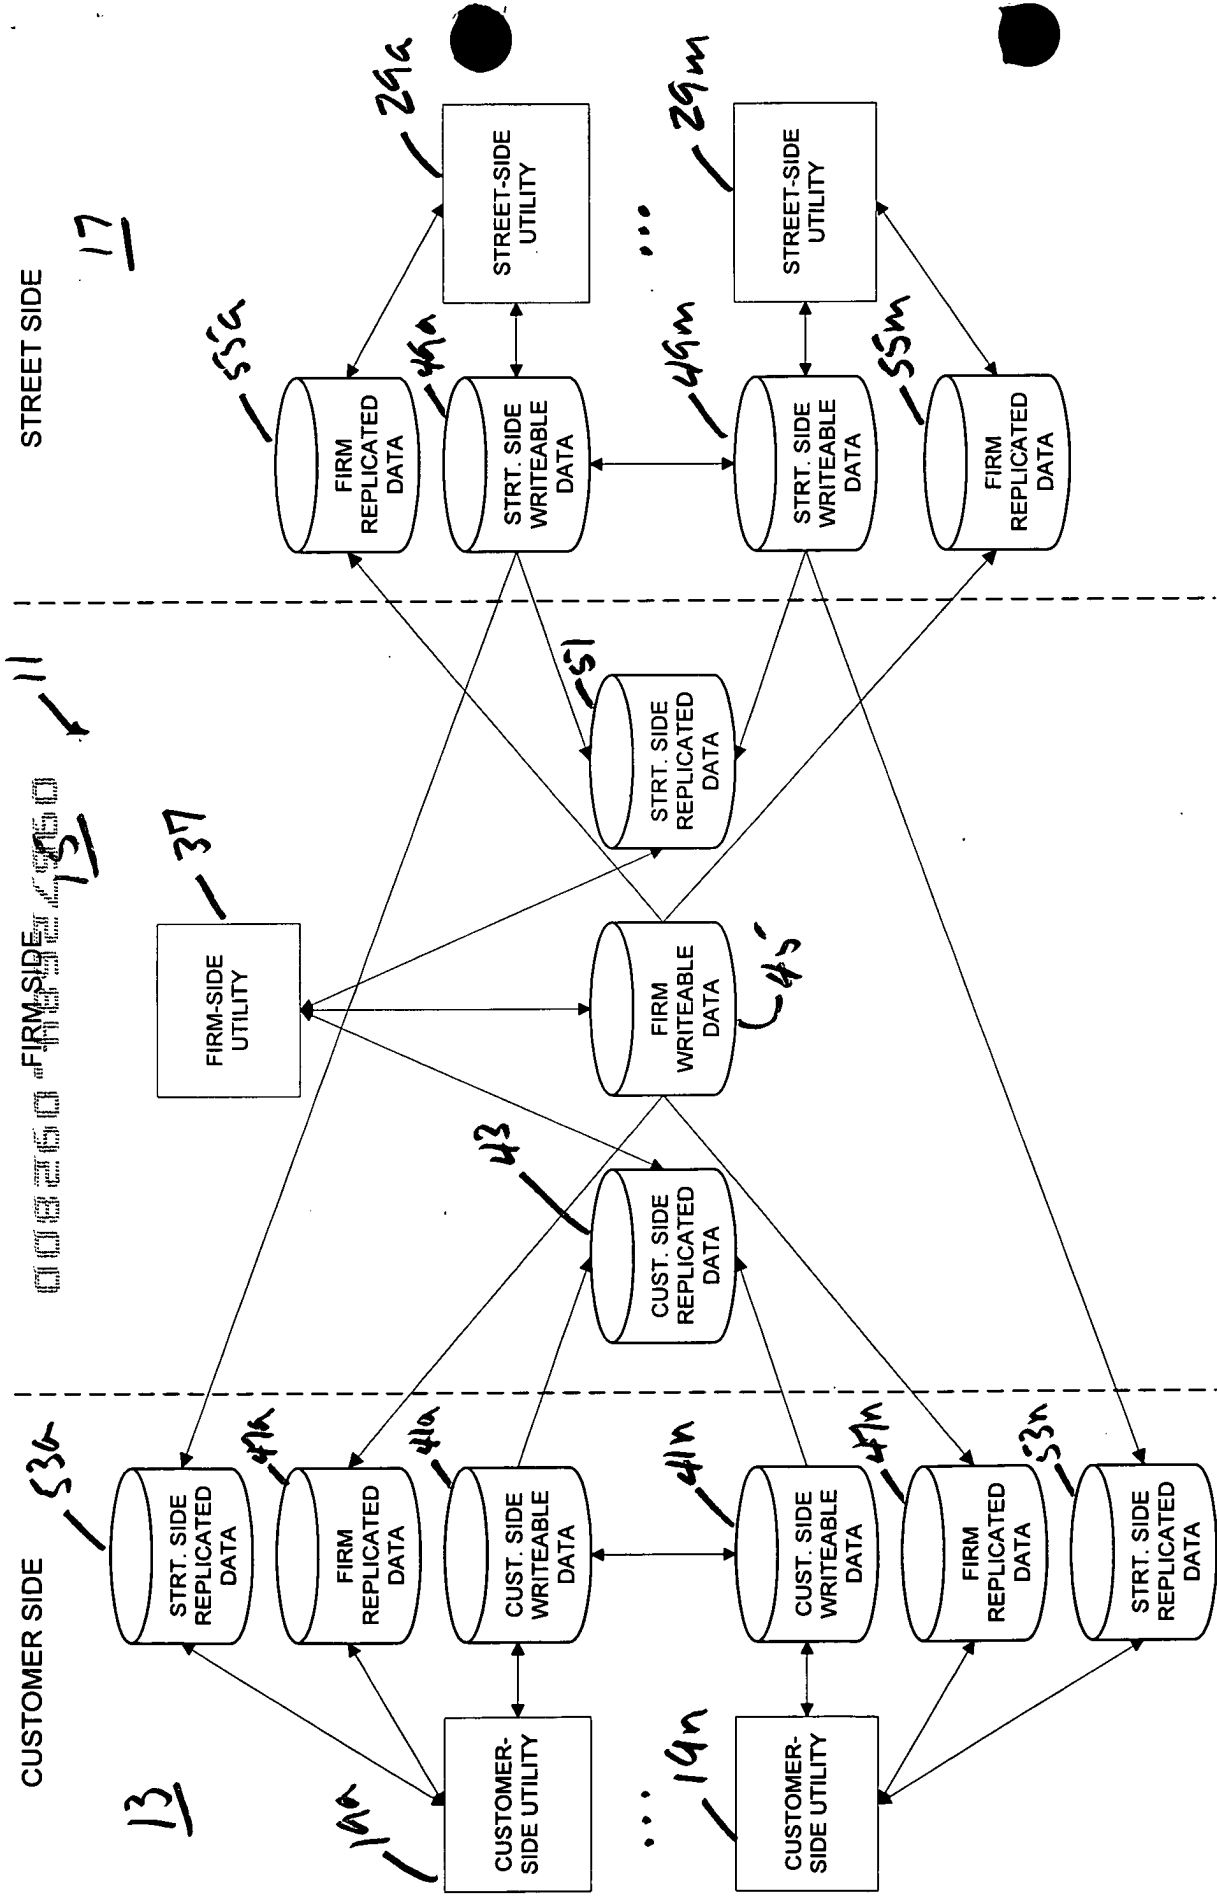 CUSTOMER SIDE
FIRM SIDE
STREET SIDE
13
15
11
17
53a
STRT. SIDE
REPLICATED
DATA
47a
FIRM
REPLICATED
DATA
41a
CUST. SIDE
WRITEABLE
DATA
19a
CUSTOMER-
SIDE UTILITY
...
19n
CUSTOMER-
SIDE UTILITY
41n
CUST. SIDE
WRITEABLE
DATA
47n
FIRM
REPLICATED
DATA
53n
STRT. SIDE
REPLICATED
DATA
37
FIRM-SIDE
UTILITY
43
CUST. SIDE
REPLICATED
DATA
FIRM
WRITEABLE
DATA
45
51
STRT. SIDE
REPLICATED
DATA
55a
FIRM
REPLICATED
DATA
49a
STRT. SIDE
WRITEABLE
DATA
29a
STREET-SIDE
UTILITY
...
29m
STREET-SIDE
UTILITY
49m
STRT. SIDE
WRITEABLE
DATA
55m
FIRM
REPLICATED
DATA